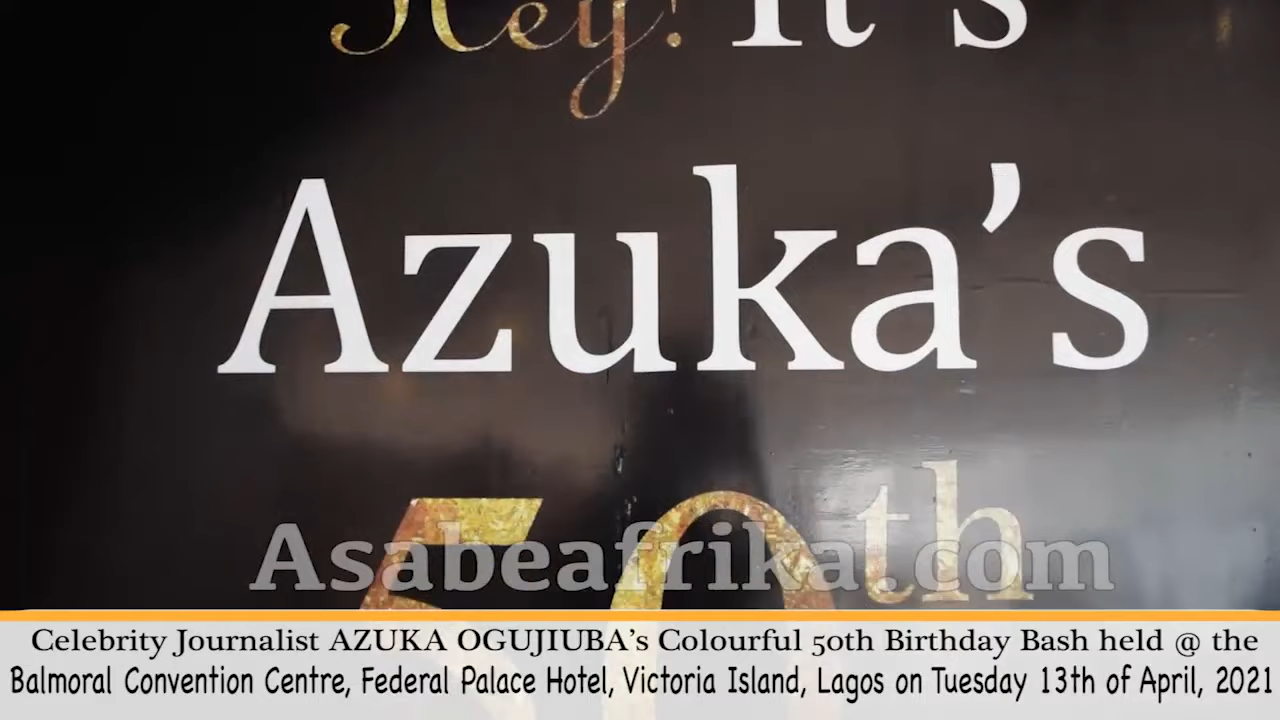 Hey! It's
Azuka's
50th
Asabeafrika.com
Celebrity Journalist AZUKA OGUJIUBA's Colourful 50th Birthday Bash held @ the
Balmoral Convention Centre, Federal Palace Hotel, Victoria Island, Lagos on Tuesday 13th of April, 2021